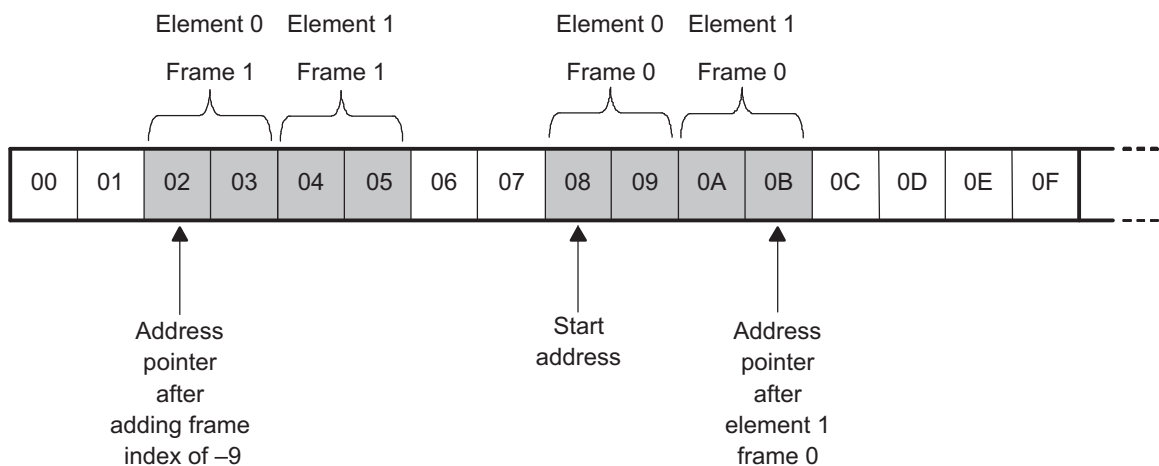 Element 0 Element 1 Element 0 Element 1
Frame 1 Frame 1 Frame 0 Frame 0
00 01 02 03 04 05 06 07 08 09 0A 0B 0C 0D 0E 0F
Address
pointer
after
adding frame
index of –9
Start
address
Address
pointer
after
element 1
frame 0